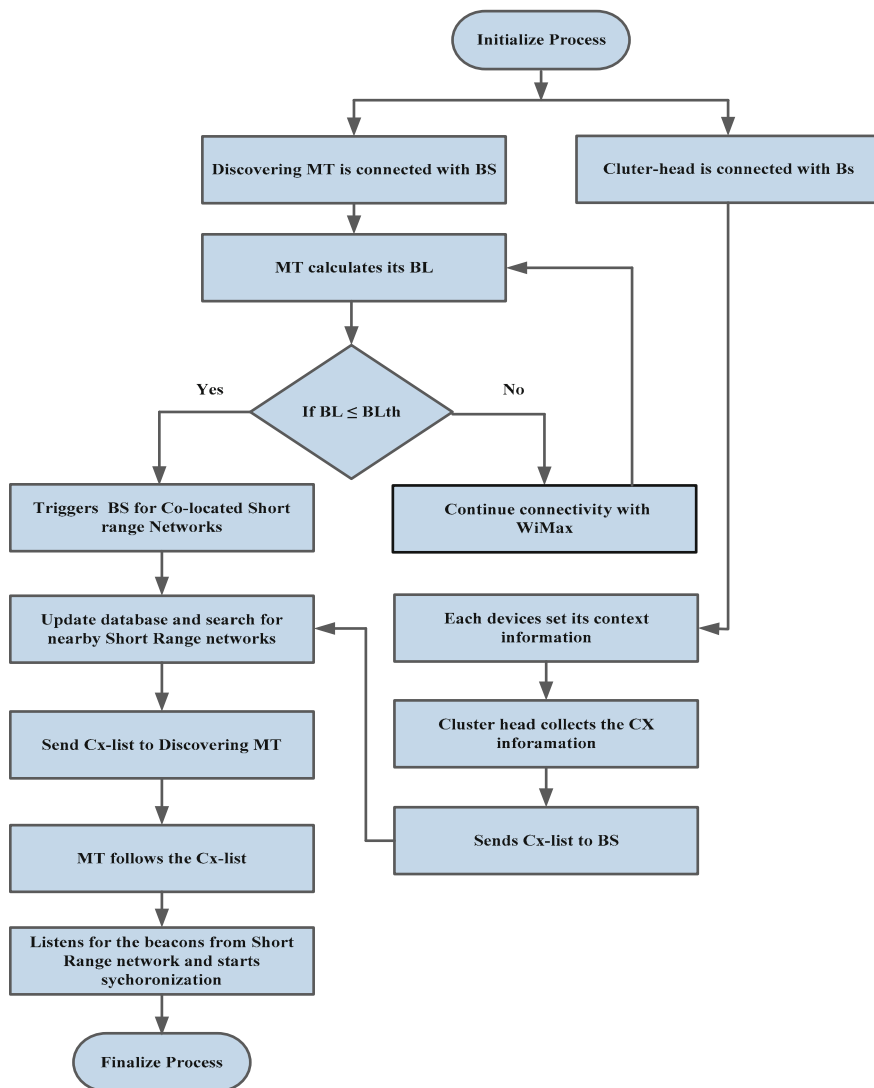 Initialize Process
Discovering MT is connected with BS
Cluter-head is connected with Bs
MT calculates its BL
Yes
If BL ≤ BLth
No
Triggers BS for Co-located Short
range Networks
Continue connectivity with
WiMax
Update database and search for
nearby Short Range networks
Each devices set its context
information
Send Cx-list to Discovering MT
Cluster head collects the CX
inforamation
MT follows the Cx-list
Sends Cx-list to BS
Listens for the beacons from Short
Range network and starts
sychoronization
Finalize Process